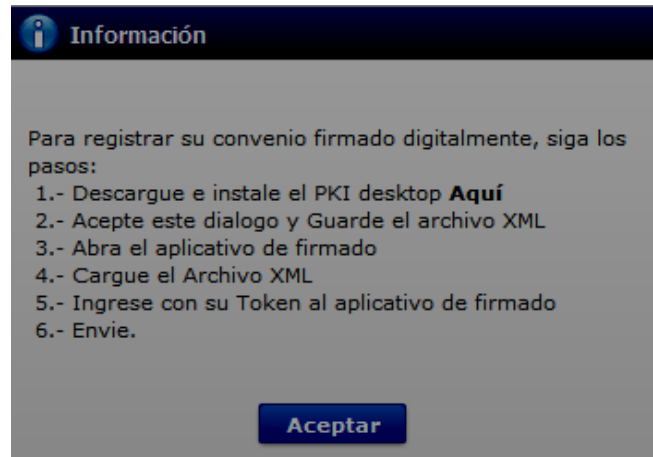 Información
Para registrar su convenio firmado digitalmente, siga los
pasos:
1.- Descargue e instale el PKI desktop Aquí
2.- Acepte este dialogo y Guarde el archivo XML
3.- Abra el aplicativo de firmado
4.- Cargue el Archivo XML
5.- Ingrese con su Token al aplicativo de firmado
6.- Envie.
Aceptar